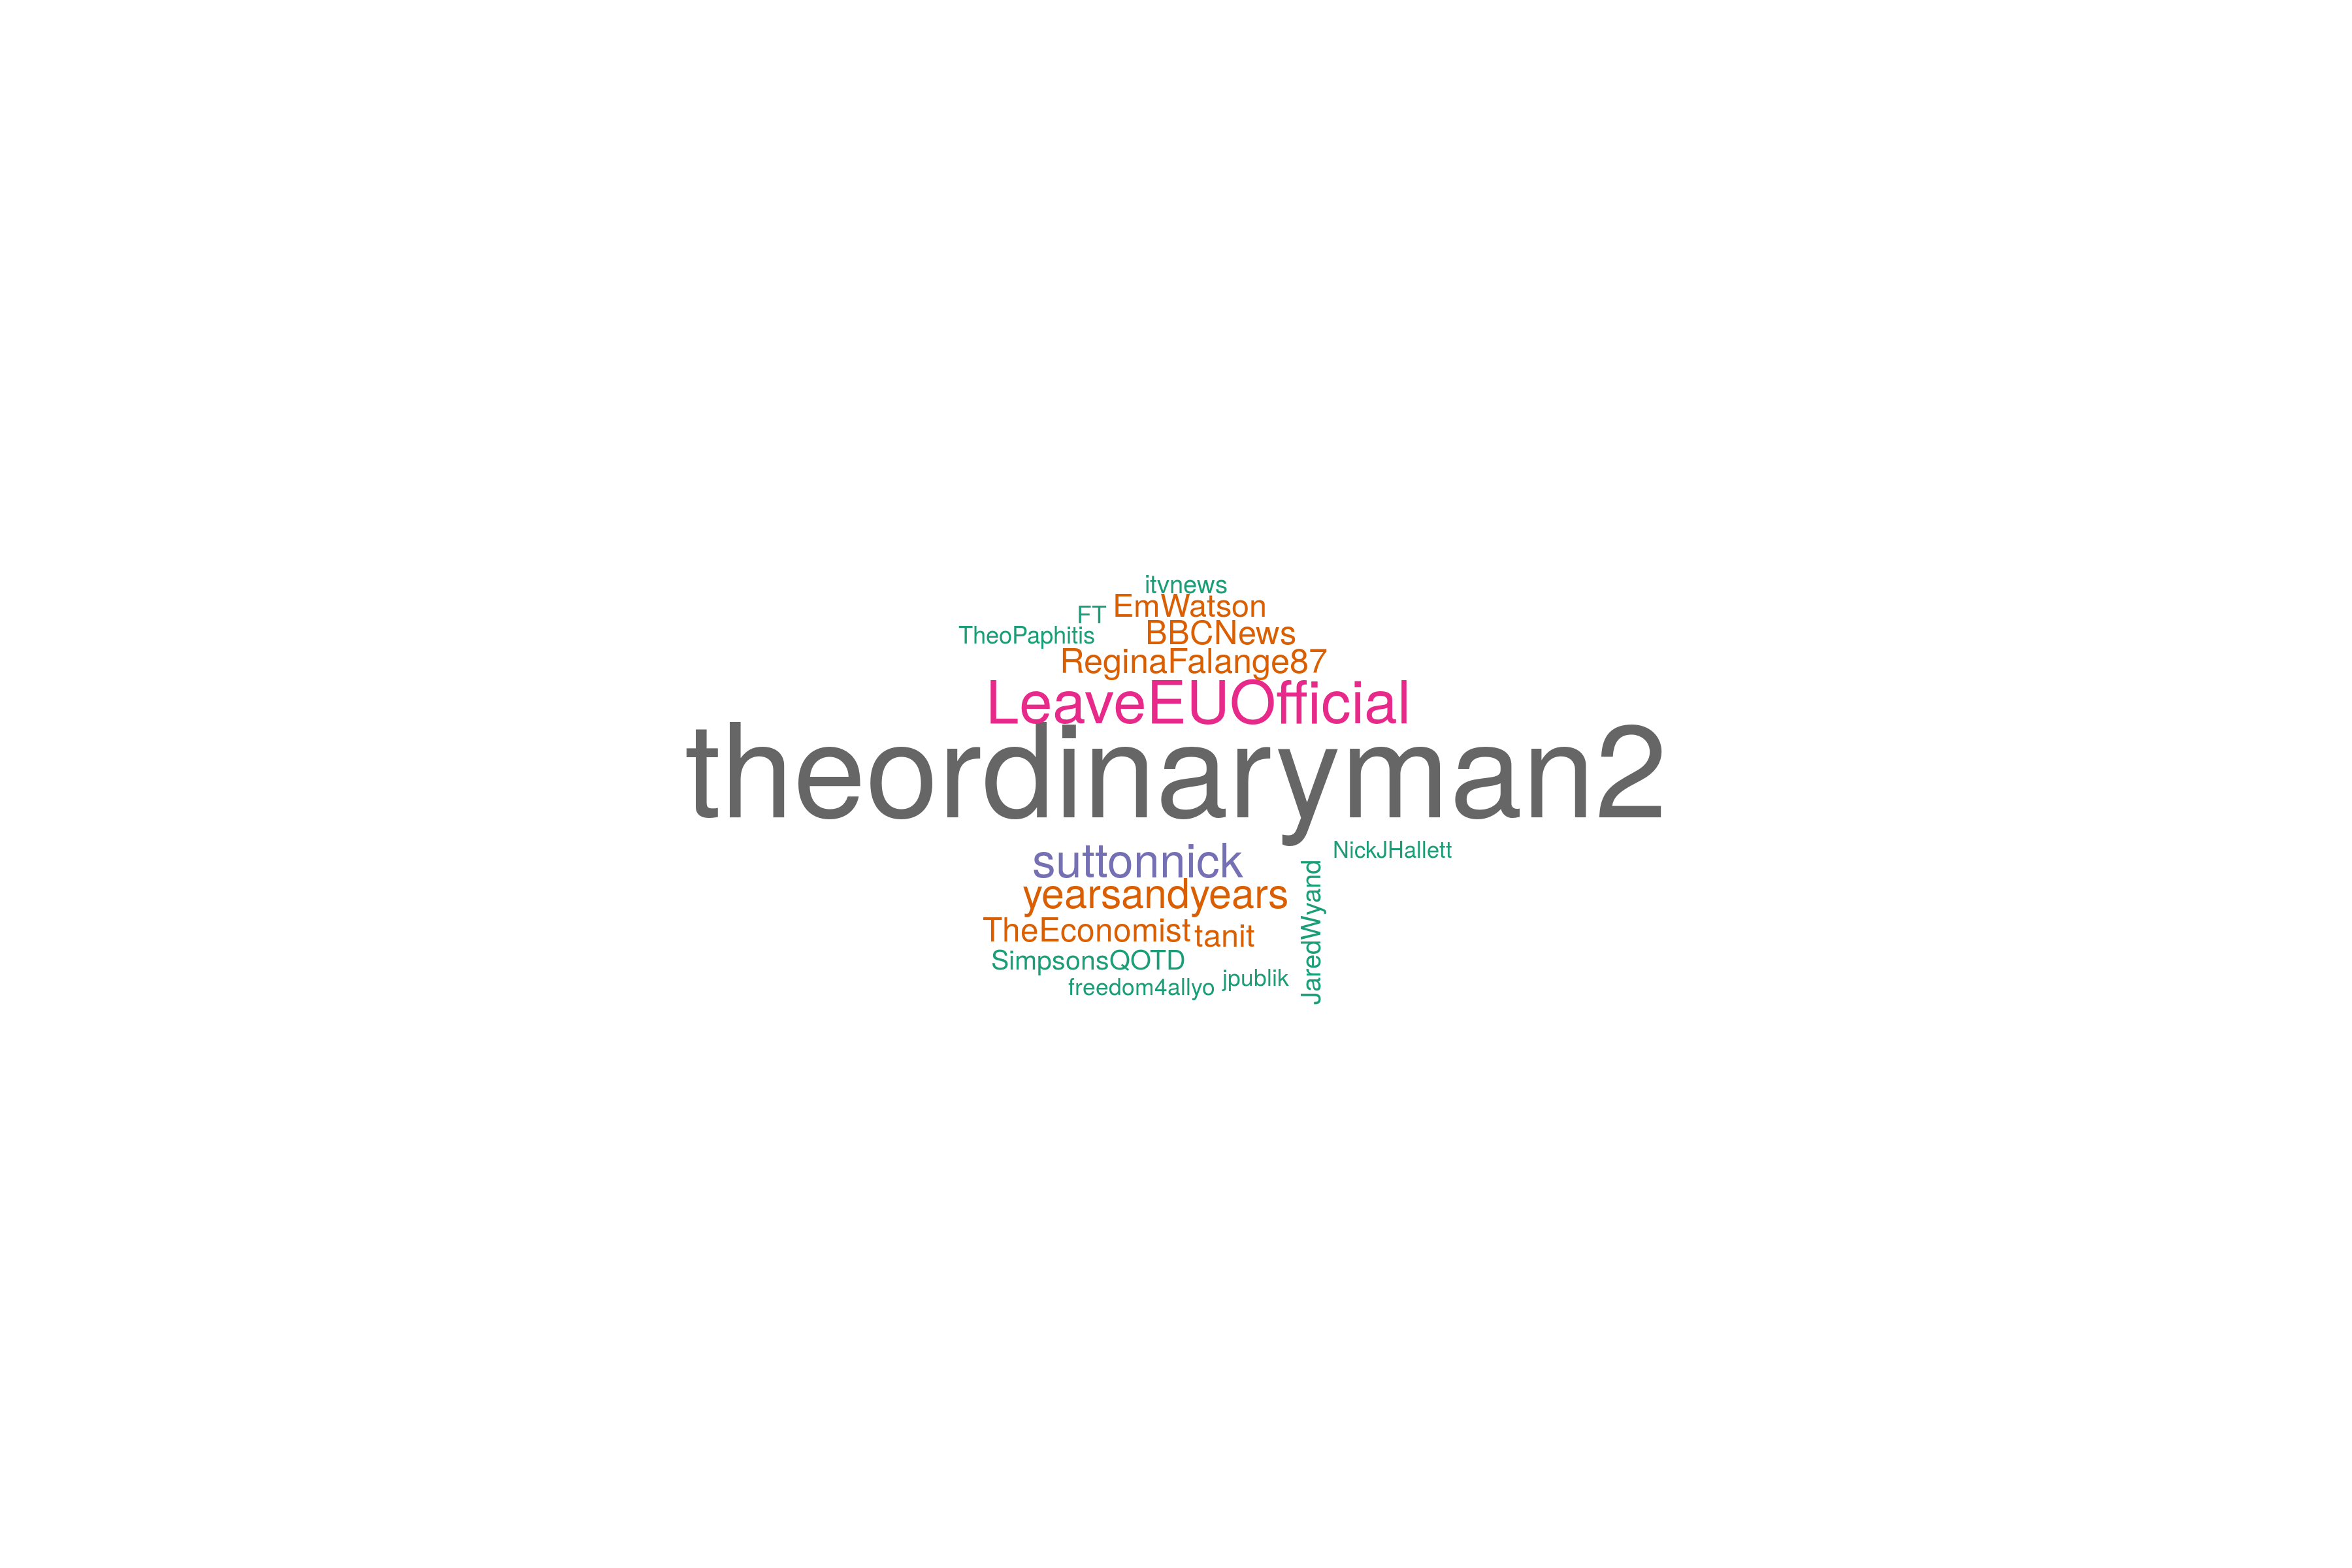 itvnews
EmWatson
FT
BBCNews
TheoPaphitis
ReginaFalange87
LeaveEUOfficial
theordinaryman2
NickJHallett
suttonnick
yearsandyears
JaredWyand
TheEconomist
tanit
SimpsonsQOTD
jpublik
freedom4allyo